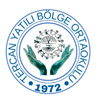 TERCAN YATILI BÖLGE ORTAOKULU
• 1972 •